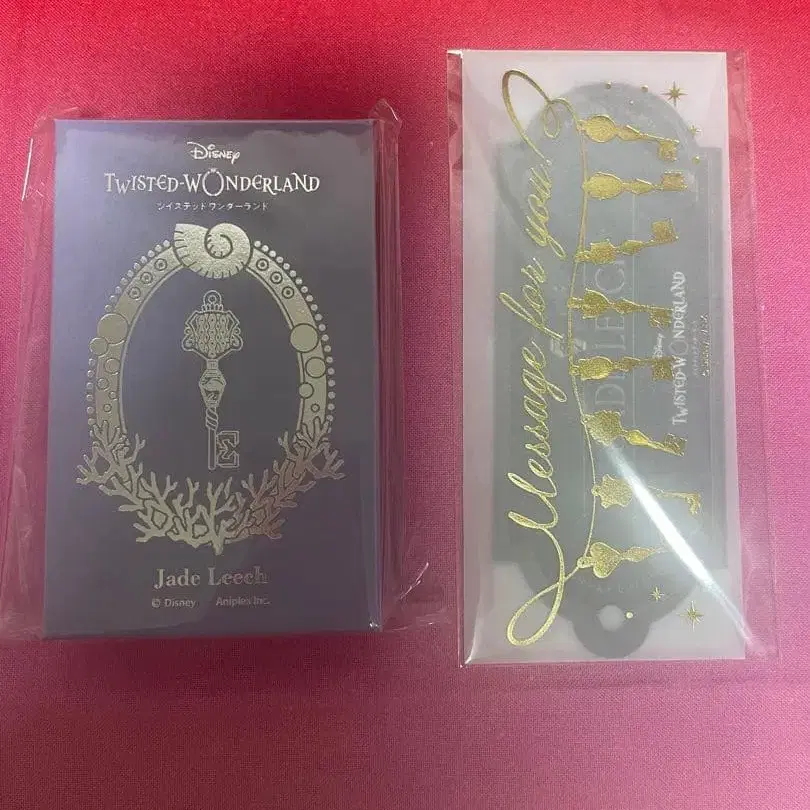 Disney
TWISTED-WONDERLAND
ツイステッドワンダーランド
Jade Leech
© Disney Aniplex Inc.
Message for you
Disney
TWISTED-WONDERLAND